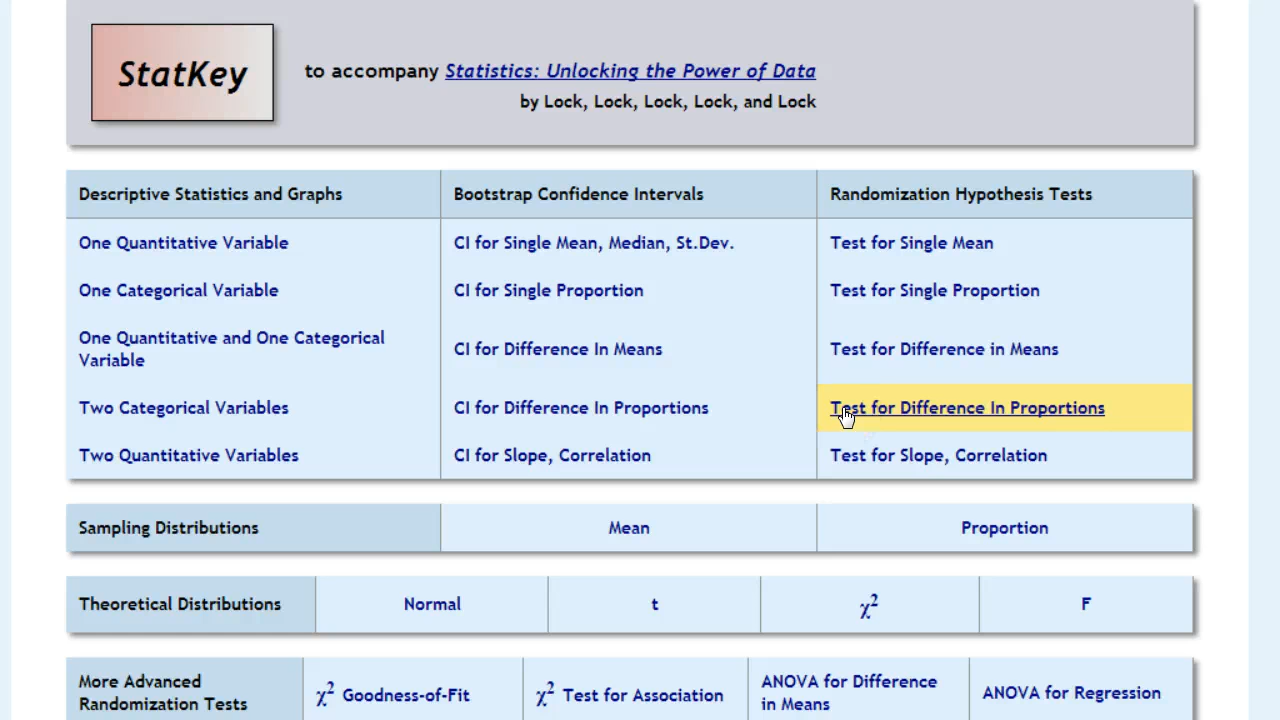 StatKey
to accompany Statistics: Unlocking the Power of Data
by Lock, Lock, Lock, Lock, and Lock
Descriptive Statistics and Graphs
Bootstrap Confidence Intervals
Randomization Hypothesis Tests
One Quantitative Variable
CI for Single Mean, Median, St.Dev.
Test for Single Mean
One Categorical Variable
CI for Single Proportion
Test for Single Proportion
One Quantitative and One Categorical
Variable
CI for Difference In Means
Test for Difference in Means
Two Categorical Variables
CI for Difference In Proportions
Test for Difference In Proportions
Two Quantitative Variables
CI for Slope, Correlation
Test for Slope, Correlation
Sampling Distributions
Mean
Proportion
Theoretical Distributions
Normal
t
χ²
F
More Advanced
Randomization Tests
χ² Goodness-of-Fit
χ² Test for Association
ANOVA for Difference
in Means
ANOVA for Regression